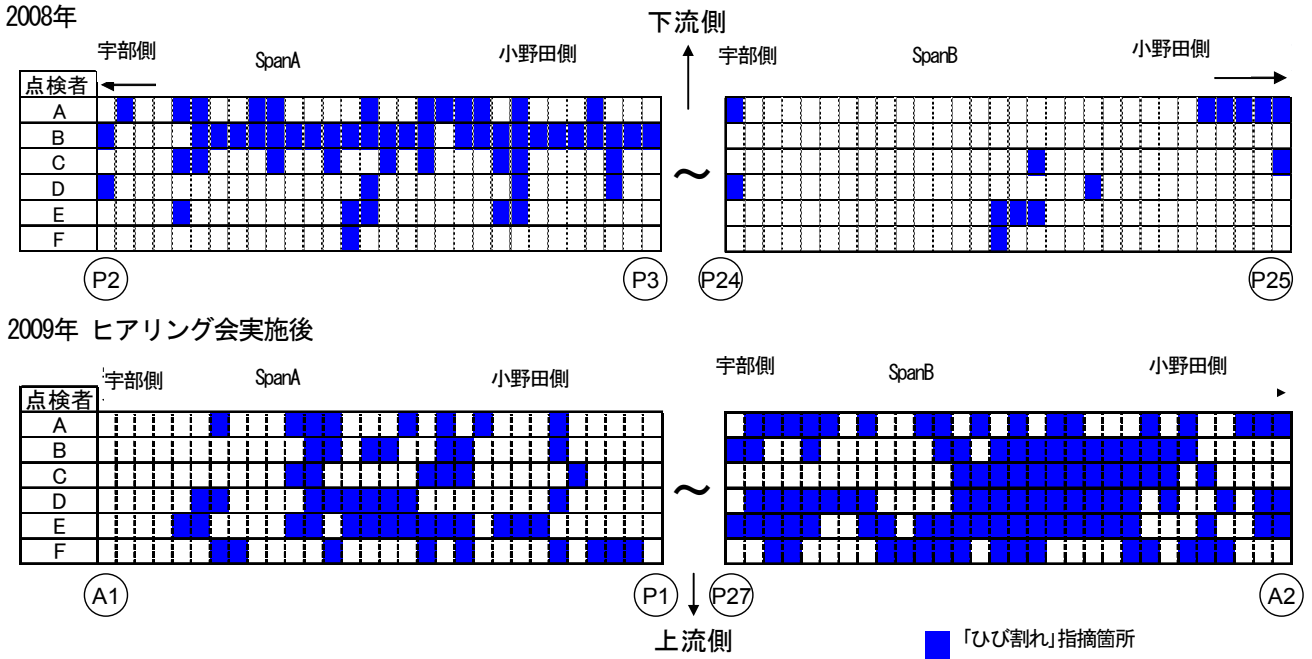 2008年
下流側
宇部側 SpanA 小野田側 宇部側 SpanB 小野田側
点検者
A
B
C
D
E
F
～
P2 P3 P24 P25
2009年 ヒアリング会実施後
宇部側 SpanA 小野田側 宇部側 SpanB 小野田側
点検者
A
B
C
D
E
F
～
A1 P1 P27 A2
上流側
「ひび割れ」指摘箇所